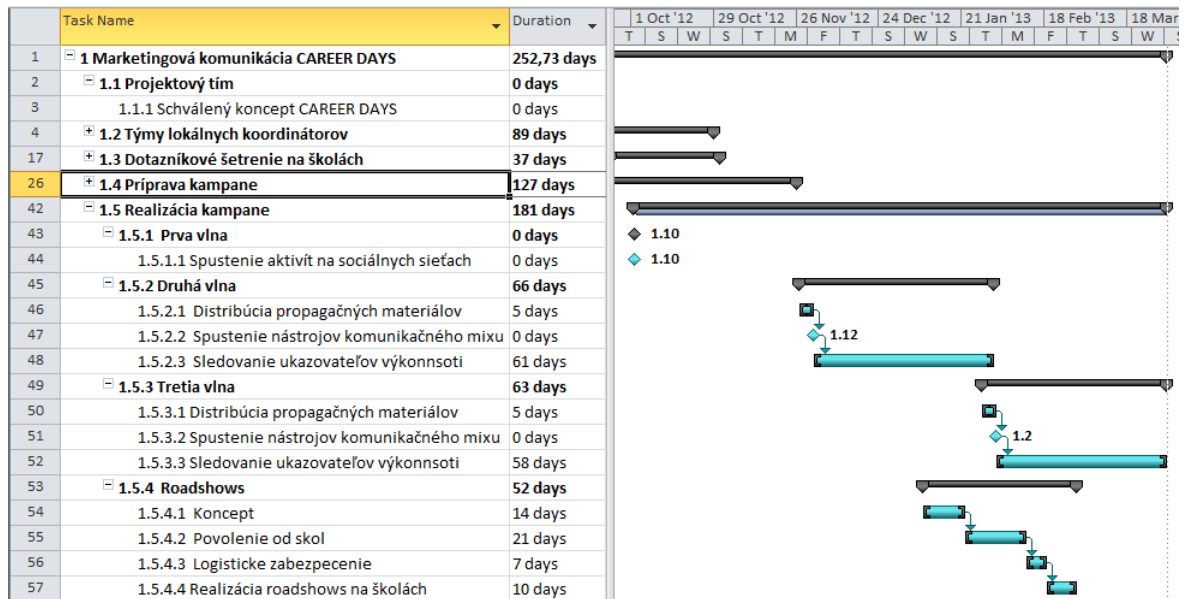 Task Name Duration 1 Oct '12 29 Oct '12 26 Nov '12 24 Dec '12 21 Jan '13 18 Feb '13 18 Mar
T S W S T M F T S W S T M F T S W S
1 1 Marketingová komunikácia CAREER DAYS 252,73 days
2 1.1 Projektový tím 0 days
3 1.1.1 Schválený koncept CAREER DAYS 0 days
4 1.2 Týmy lokálnych koordinátorov 89 days
17 1.3 Dotazníkové šetrenie na školách 37 days
26 1.4 Príprava kampane 127 days
42 1.5 Realizácia kampane 181 days
43 1.5.1 Prva vlna 0 days 1.10
44 1.5.1.1 Spustenie aktivít na sociálnych sieťach 0 days 1.10
45 1.5.2 Druhá vlna 66 days
46 1.5.2.1 Distribúcia propagačných materiálov 5 days
47 1.5.2.2 Spustenie nástrojov komunikačného mixu 0 days 1.12
48 1.5.2.3 Sledovanie ukazovateľov výkonnsoti 61 days
49 1.5.3 Tretia vlna 63 days
50 1.5.3.1 Distribúcia propagačných materiálov 5 days
51 1.5.3.2 Spustenie nástrojov komunikačného mixu 0 days 1.2
52 1.5.3.3 Sledovanie ukazovateľov výkonnsoti 58 days
53 1.5.4 Roadshows 52 days
54 1.5.4.1 Koncept 14 days
55 1.5.4.2 Povolenie od skol 21 days
56 1.5.4.3 Logisticke zabezpecenie 7 days
57 1.5.4.4 Realizácia roadshows na školách 10 days